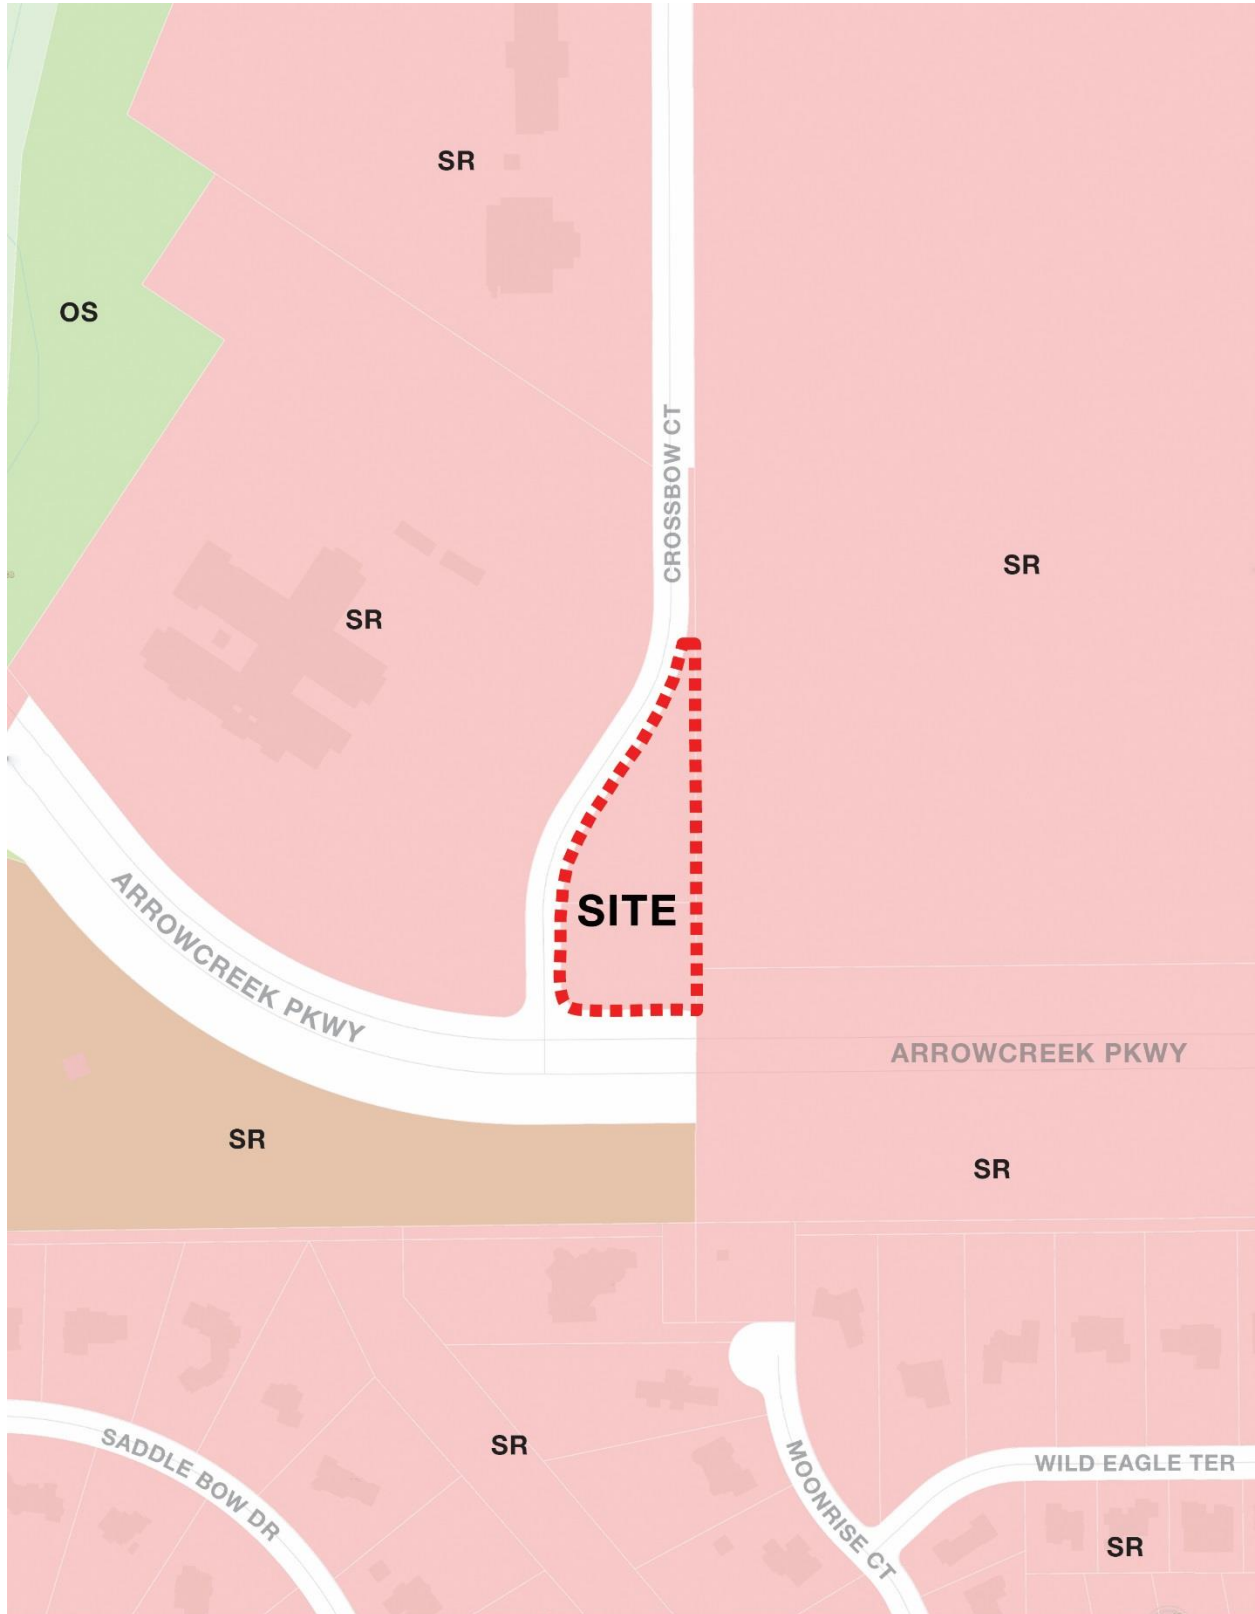 SR
OS
CROSSBOW CT
SR
SR
SITE
ARROWCREEK PKWY
ARROWCREEK PKWY
SR
SR
SADDLE BOW DR
SR
MOONRISE CT
WILD EAGLE TER
SR